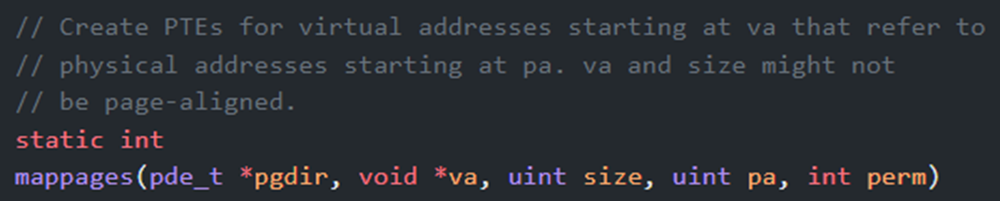 // Create PTEs for virtual addresses starting at va that refer to
// physical addresses starting at pa. va and size might not
// be page-aligned.
static int
mappages(pde_t *pgdir, void *va, uint size, uint pa, int perm)